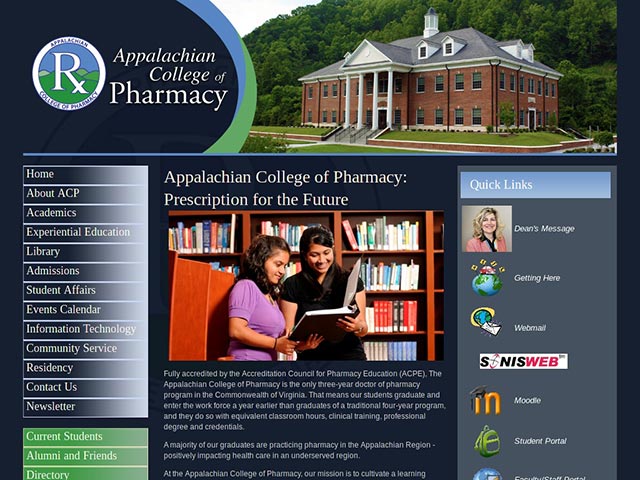 APPALACHIAN
Rx
COLLEGE OF PHARMACY
Appalachian
College of
Pharmacy
Home
About ACP
Academics
Experiential Education
Library
Admissions
Student Affairs
Events Calendar
Information Technology
Community Service
Residency
Contact Us
Newsletter
Current Students
Alumni and Friends
Directory
Appalachian College of Pharmacy:
Prescription for the Future
Fully accredited by the Accreditation Council for Pharmacy Education (ACPE), The
Appalachian College of Pharmacy is the only three-year doctor of pharmacy
program in the Commonwealth of Virginia. That means our students graduate and
enter the work force a year earlier than graduates of a traditional four-year program,
and they do so with equivalent classroom hours, clinical training, professional
degree and credentials.
A majority of our graduates are practicing pharmacy in the Appalachian Region -
positively impacting health care in an underserved region.
At the Appalachian College of Pharmacy, our mission is to cultivate a learning
Quick Links
Dean's Message
Getting Here
Webmail
SONISWEB
Moodle
Student Portal
Faculty/Staff Portal